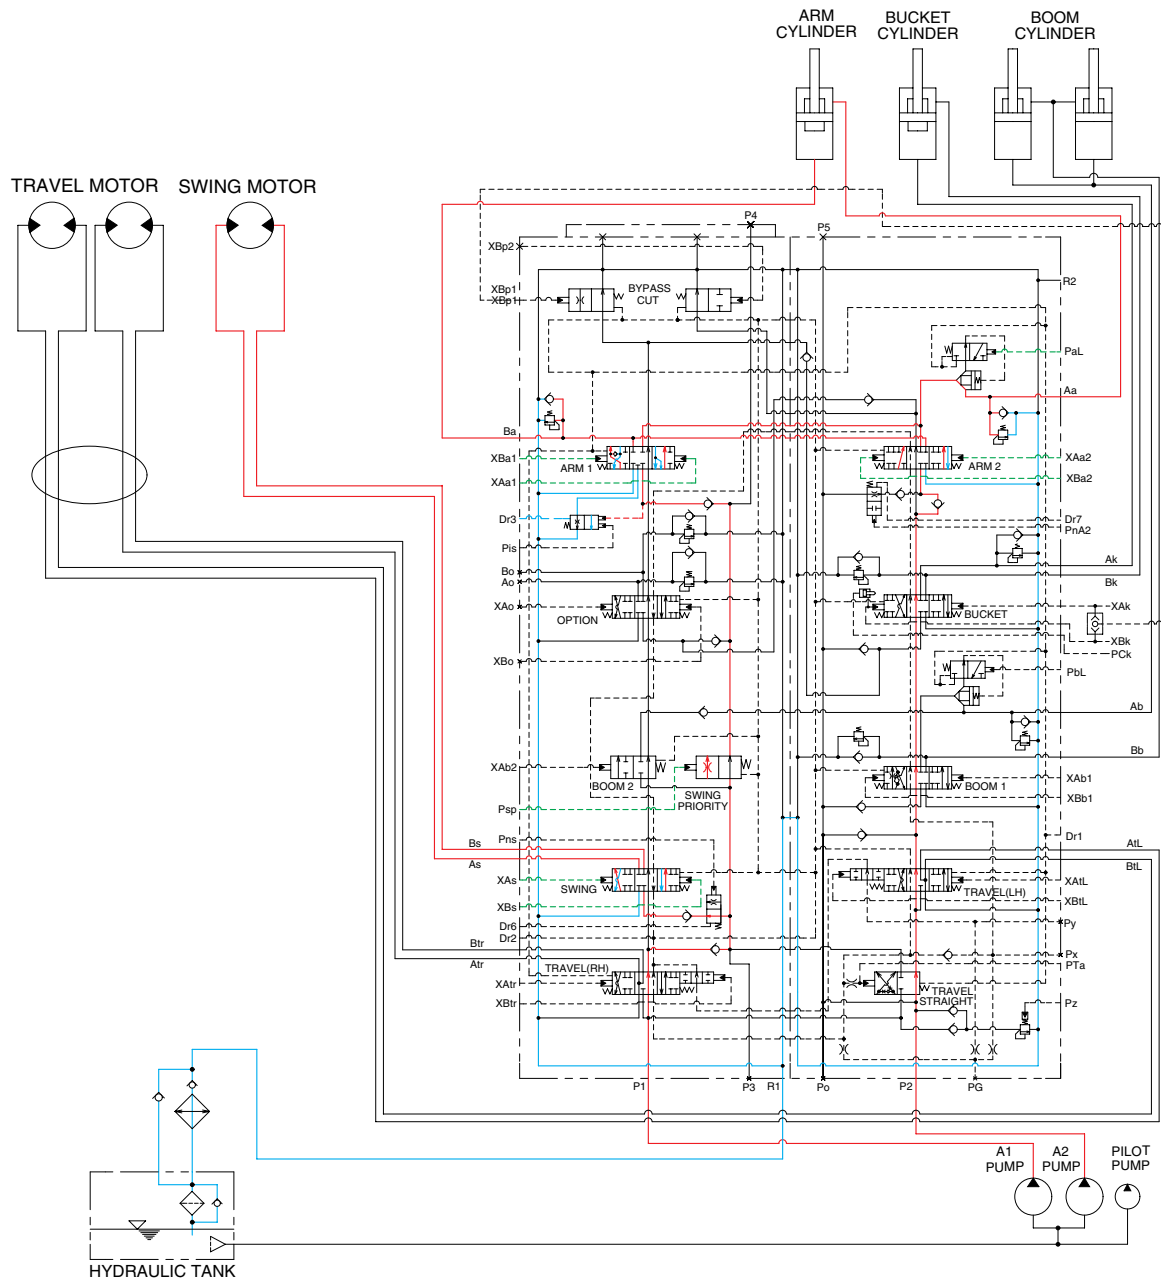 ARM
CYLINDER
BUCKET
CYLINDER
BOOM
CYLINDER
TRAVEL MOTOR
SWING MOTOR
P4
P5
XBp2
R2
XBp1
XBp1
BYPASS
CUT
PaL
Aa
Ba
XBa1
ARM 1
XAa1
ARM 2
XAa2
XBa2
Dr3
Dr7
PnA2
Pis
Ak
Bo
Ao
Bk
XAo
OPTION
BUCKET
XAk
XBk
PCk
XBo
PbL
Ab
Bb
XAb2
BOOM 2
SWING
PRIORITY
BOOM 1
XAb1
XBb1
Psp
Pns
Dr1
Bs
As
AtL
BtL
XAs
SWING
TRAVEL(LH)
XAtL
XBs
XBtL
Dr6
Dr2
Py
Btr
Atr
TRAVEL(RH)
Px
PTa
XAtr
TRAVEL
STRAIGHT
XBtr
Pz
P1
P3
R1
Po
P2
PG
A1
PUMP
A2
PUMP
PILOT
PUMP
HYDRAULIC TANK